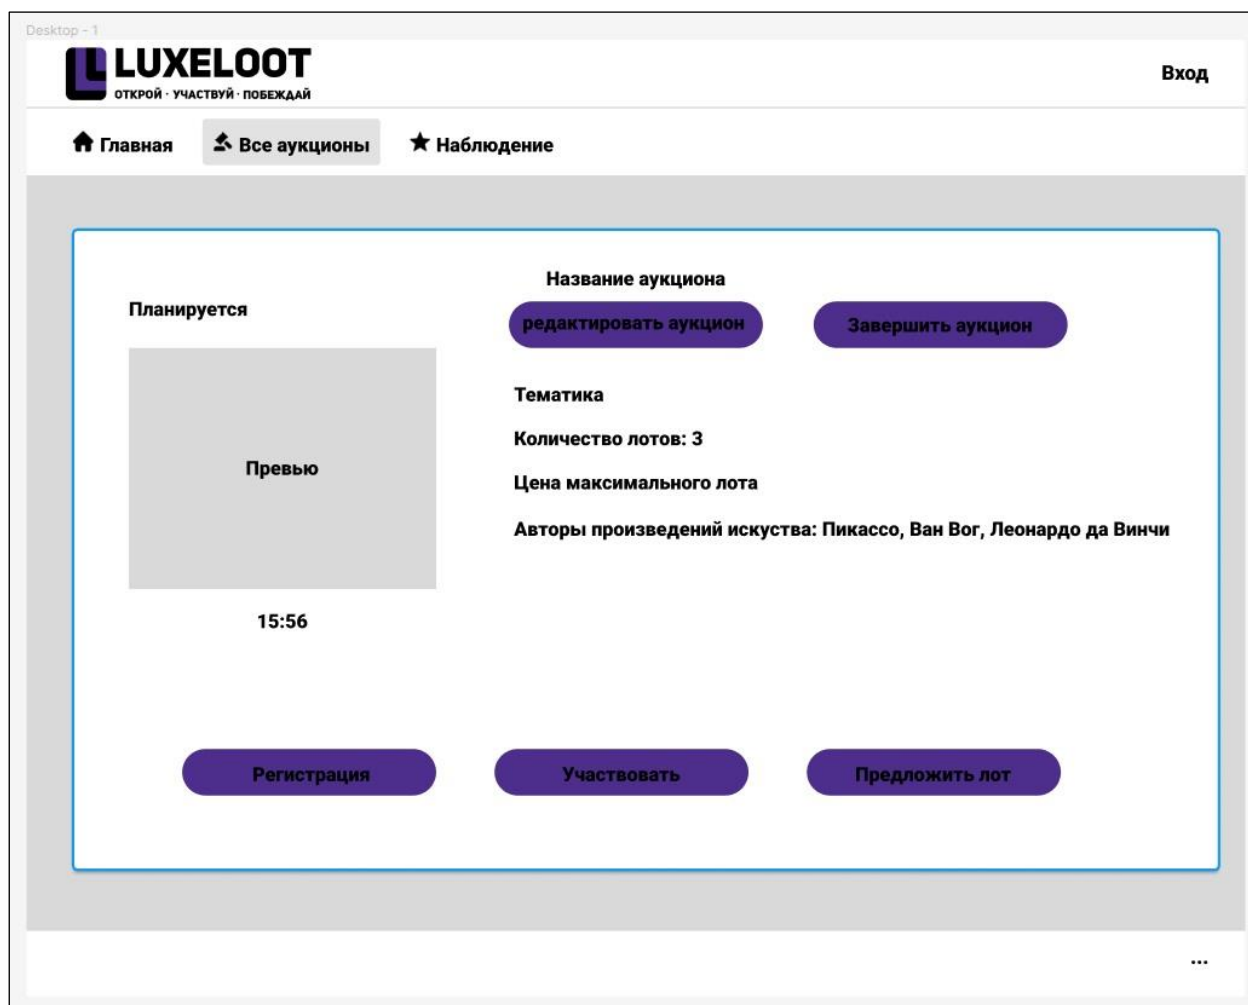 Desktop – 1
LUXELOOT
ОТКРОЙ · УЧАСТВУЙ · ПОБЕЖДАЙ
Вход
Главная
Все аукционы
Наблюдение
Название аукциона
Планируется
редактировать аукцион
Завершить аукцион
Тематика
Количество лотов: 3
Превью
Цена максимального лота
Авторы произведений искуства: Пикассо, Ван Вог, Леонардо да Винчи
15:56
Регистрация
Участвовать
Предложить лот
...